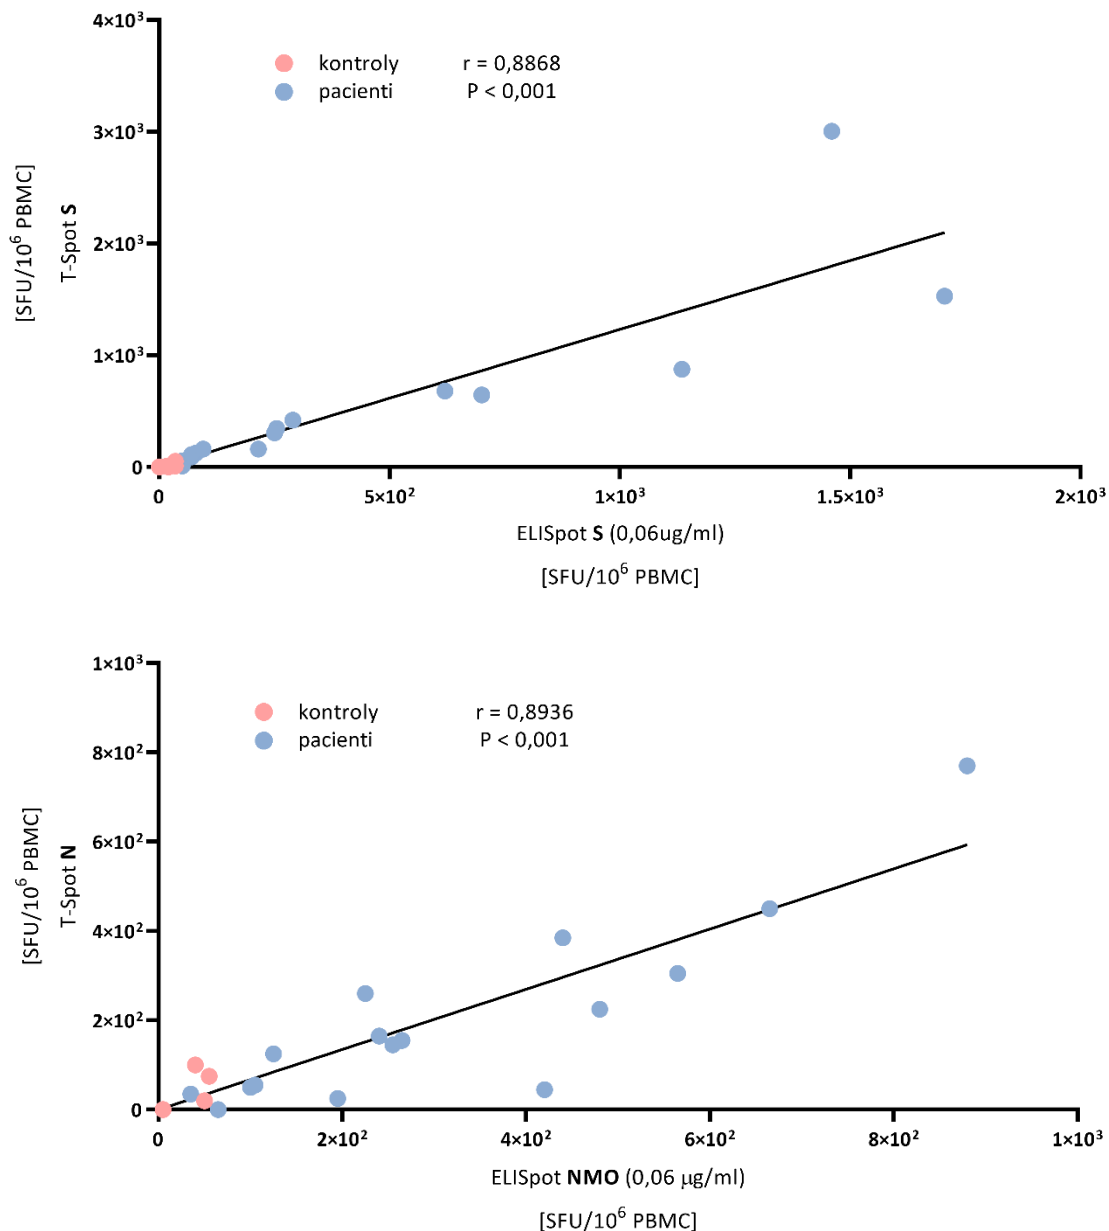 4×10³
kontroly r = 0,8868
pacienti P < 0,001
3×10³
[SFU/10⁶ PBMC]
T-Spot S
2×10³
1×10³
0
0 5×10² 1×10³ 1.5×10³ 2×10³
ELISpot S (0,06ug/ml)
[SFU/10⁶ PBMC]
1×10³
kontroly r = 0,8936
pacienti P < 0,001
8×10²
[SFU/10⁶ PBMC]
T-Spot N
6×10²
4×10²
2×10²
0
0 2×10² 4×10² 6×10² 8×10² 1×10³
ELISpot NMO (0,06 µg/ml)
[SFU/10⁶ PBMC]